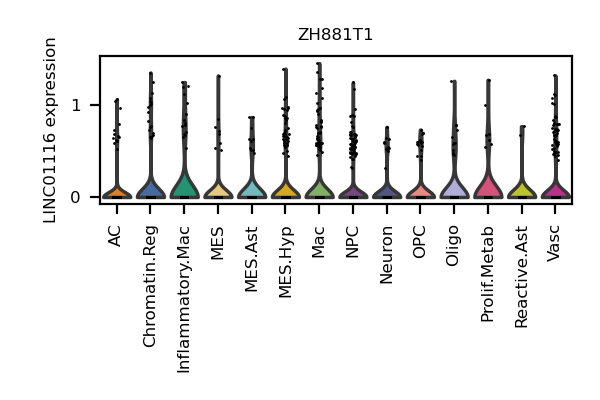 ZH881T1
LINC01116 expression
1
0
AC
Chromatin.Reg
Inflammatory.Mac
MES
MES.Ast
MES.Hyp
Mac
NPC
Neuron
OPC
Oligo
Prolif.Metab
Reactive.Ast
Vasc